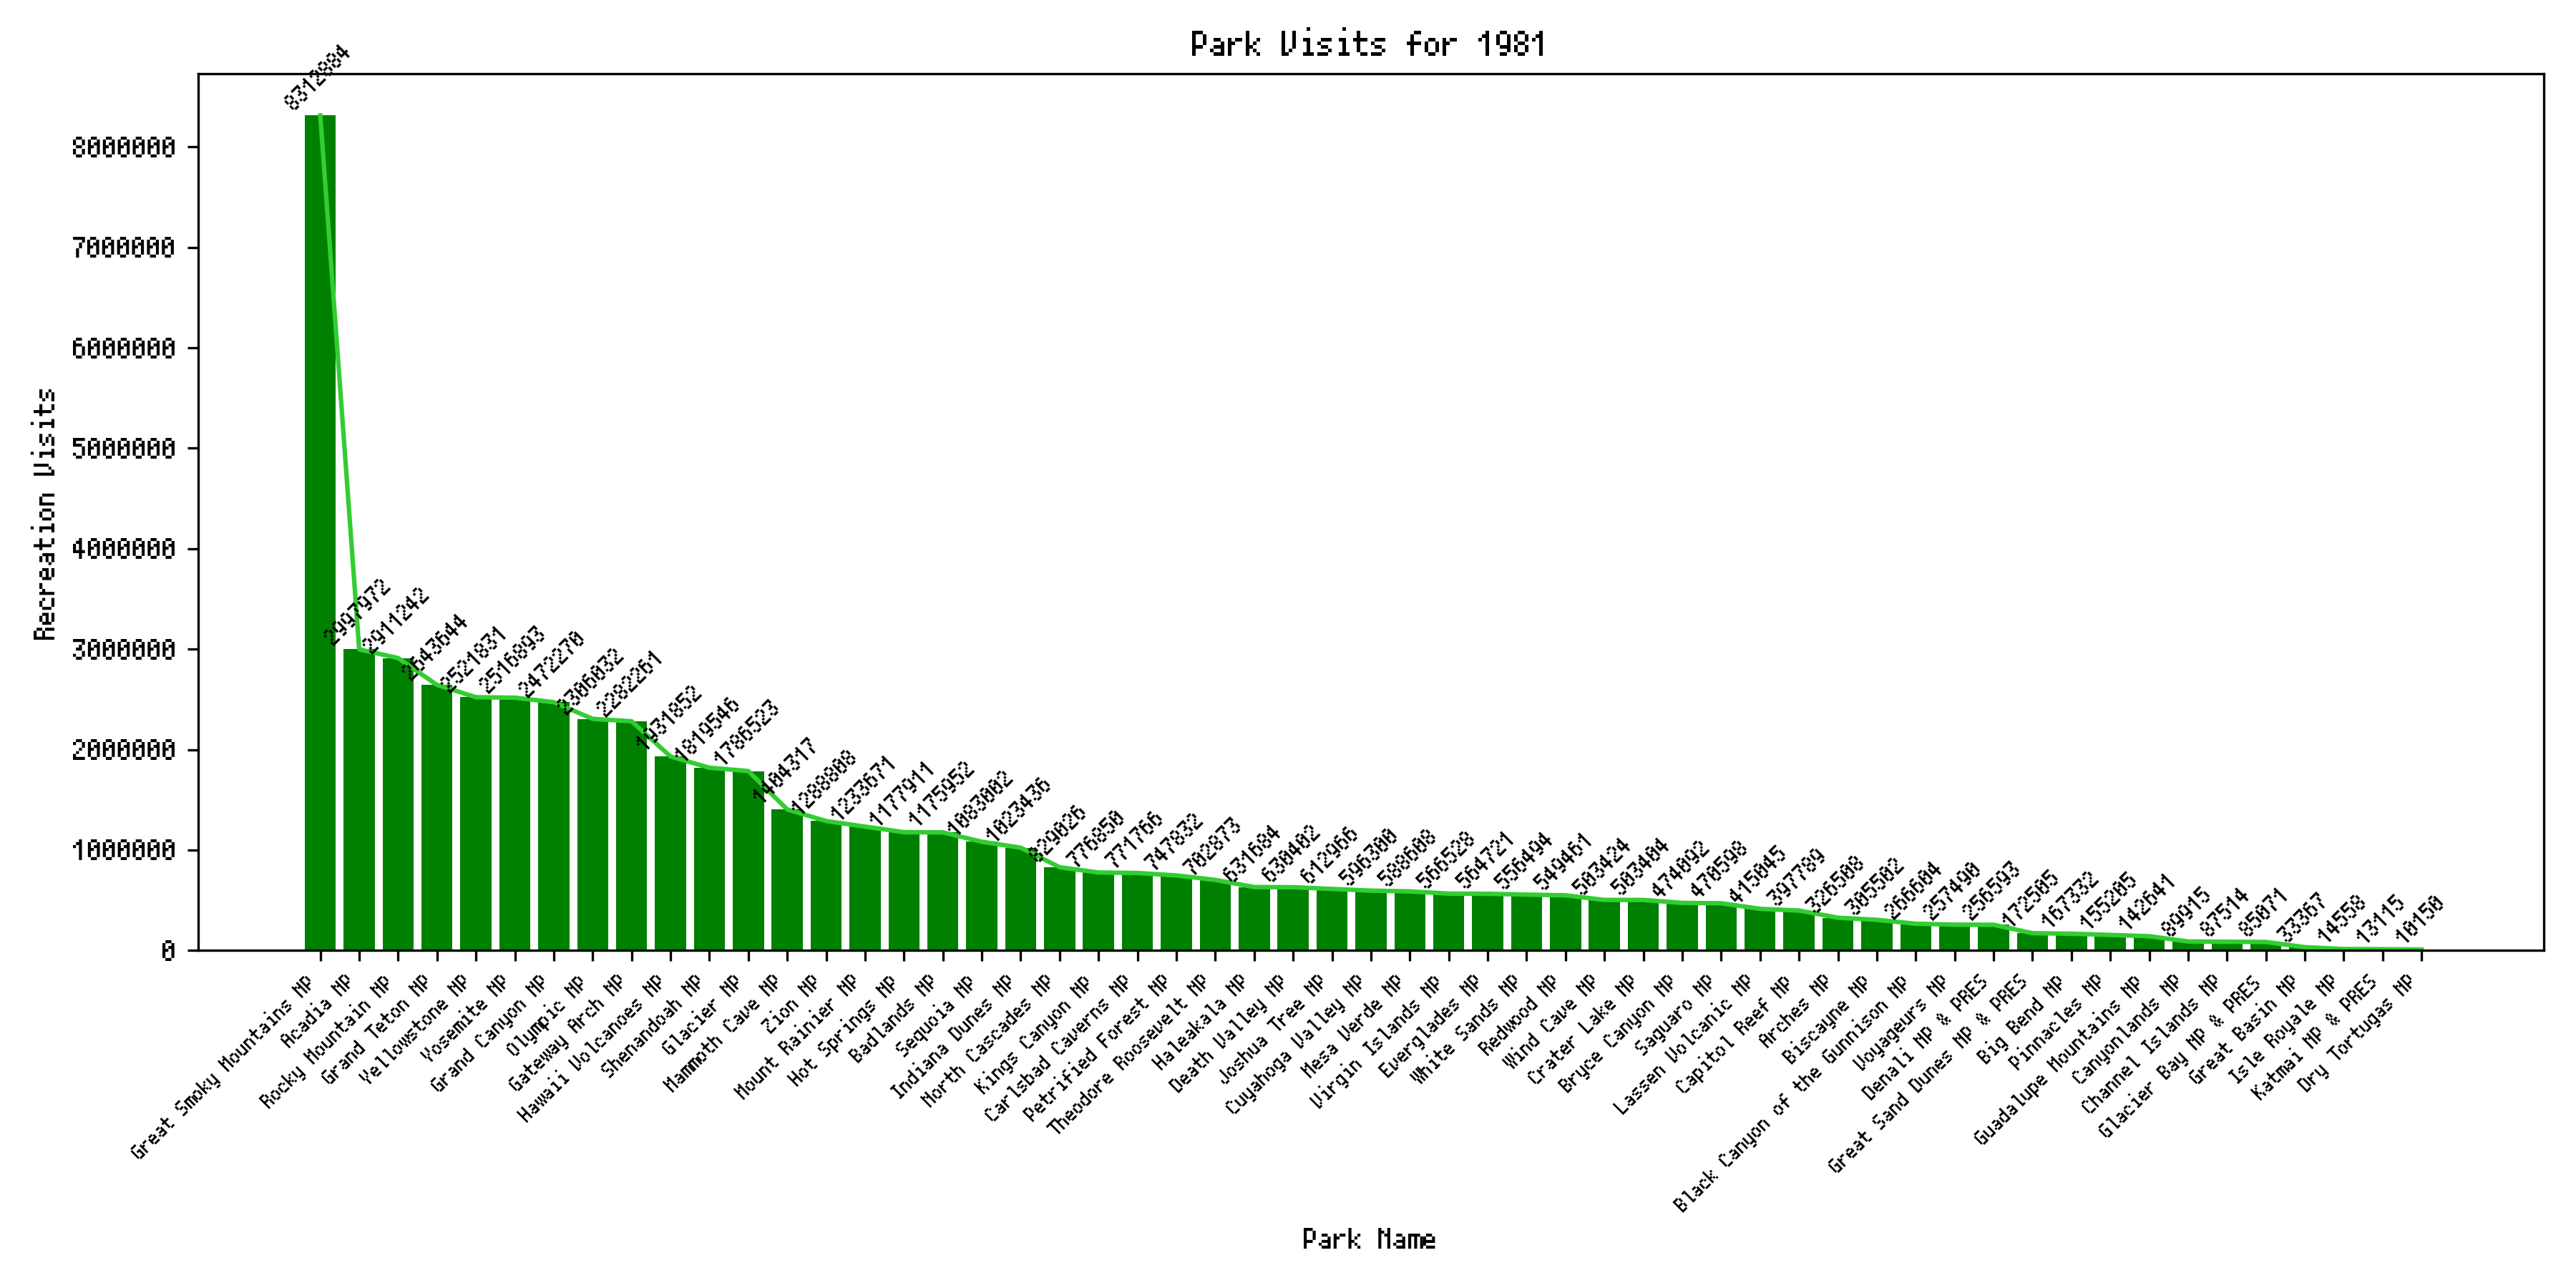 Park Visits for 1981
Recreation Visits
8000000
7000000
6000000
5000000
4000000
3000000
2000000
1000000
0
8312884
2997972
2911242
2643644
2521831
2516893
2472270
2306032
2282261
1931852
1819546
1786523
1404317
1288808
1233671
1177911
1175952
1083002
1023436
829026
776850
771766
747832
702873
631684
630402
612966
596300
588608
566528
564721
556494
549461
503424
503404
474092
470598
415045
397789
326508
305502
266604
257490
256593
172505
167332
155205
142641
89915
87514
85071
33367
14558
13115
10150
Great Smoky Mountains NP
Acadia NP
Rocky Mountain NP
Grand Teton NP
Yellowstone NP
Yosemite NP
Grand Canyon NP
Olympic NP
Gateway Arch NP
Hawaii Volcanoes NP
Shenandoah NP
Glacier NP
Mammoth Cave NP
Zion NP
Mount Rainier NP
Hot Springs NP
Badlands NP
Sequoia NP
Indiana Dunes NP
North Cascades NP
Kings Canyon NP
Carlsbad Caverns NP
Petrified Forest NP
Theodore Roosevelt NP
Haleakala NP
Death Valley NP
Joshua Tree NP
Cuyahoga Valley NP
Mesa Verde NP
Virgin Islands NP
Everglades NP
White Sands NP
Redwood NP
Wind Cave NP
Crater Lake NP
Bryce Canyon NP
Saguaro NP
Lassen Volcanic NP
Capitol Reef NP
Arches NP
Biscayne NP
Black Canyon of the Gunnison NP
Voyageurs NP
Denali NP & PRES
Great Sand Dunes NP & PRES
Big Bend NP
Pinnacles NP
Guadalupe Mountains NP
Canyonlands NP
Channel Islands NP
Glacier Bay NP & PRES
Great Basin NP
Isle Royale NP
Katmai NP & PRES
Dry Tortugas NP
Park Name